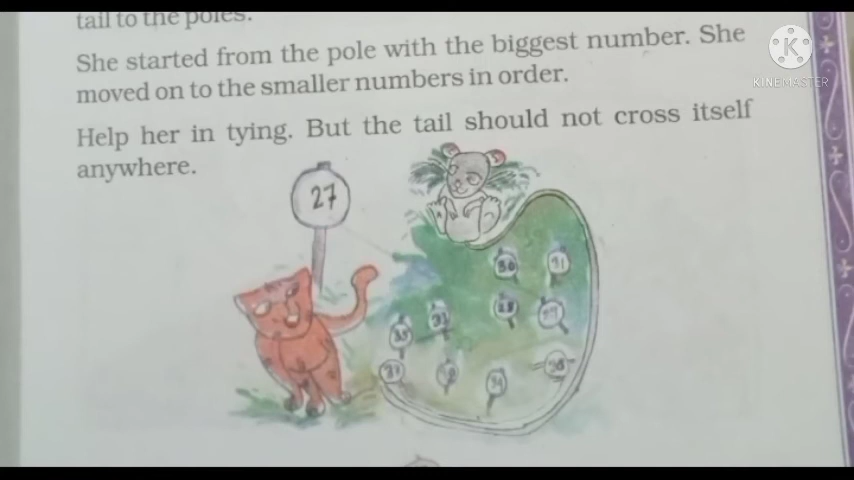 tail to the poles.
She started from the pole with the biggest number. She
moved on to the smaller numbers in order.
Help her in tying. But the tail should not cross itself
anywhere.
27
KINEMASTER